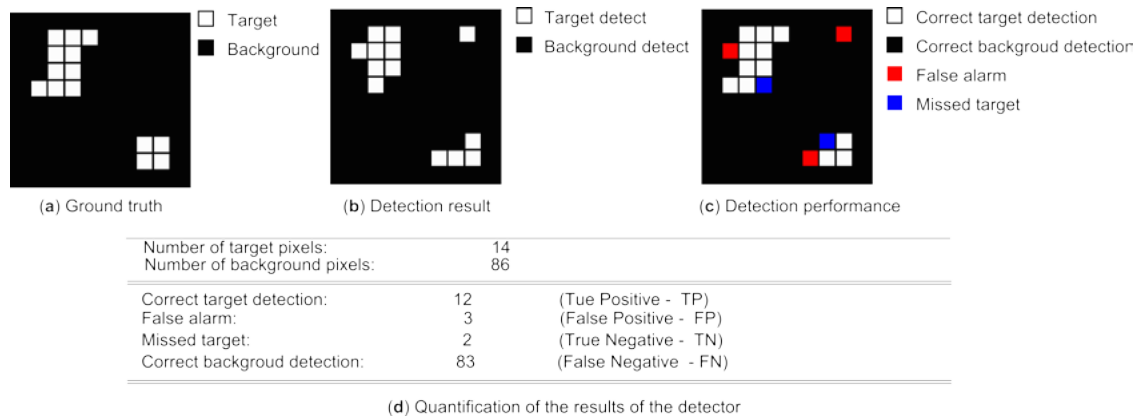 Target
Background
(a) Ground truth
Target detect
Background detect
(b) Detection result
Correct target detection
Correct backgroud detection
False alarm
Missed target
(c) Detection performance
Number of target pixels: 14
Number of background pixels: 86
Correct target detection: 12 (Tue Positive - TP)
False alarm: 3 (False Positive - FP)
Missed target: 2 (True Negative - TN)
Correct backgroud detection: 83 (False Negative - FN)
(d) Quantification of the results of the detector